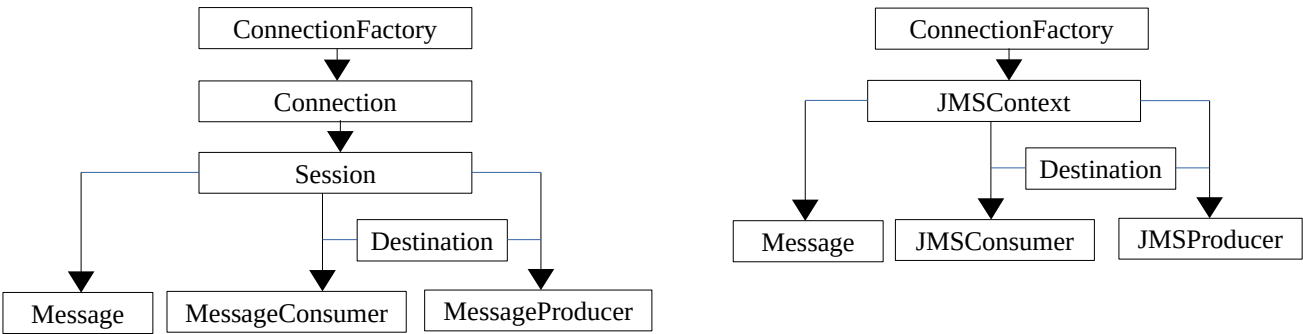 ConnectionFactory
Connection
Session
Destination
Message
MessageConsumer
MessageProducer
ConnectionFactory
JMSContext
Destination
Message
JMSConsumer
JMSProducer